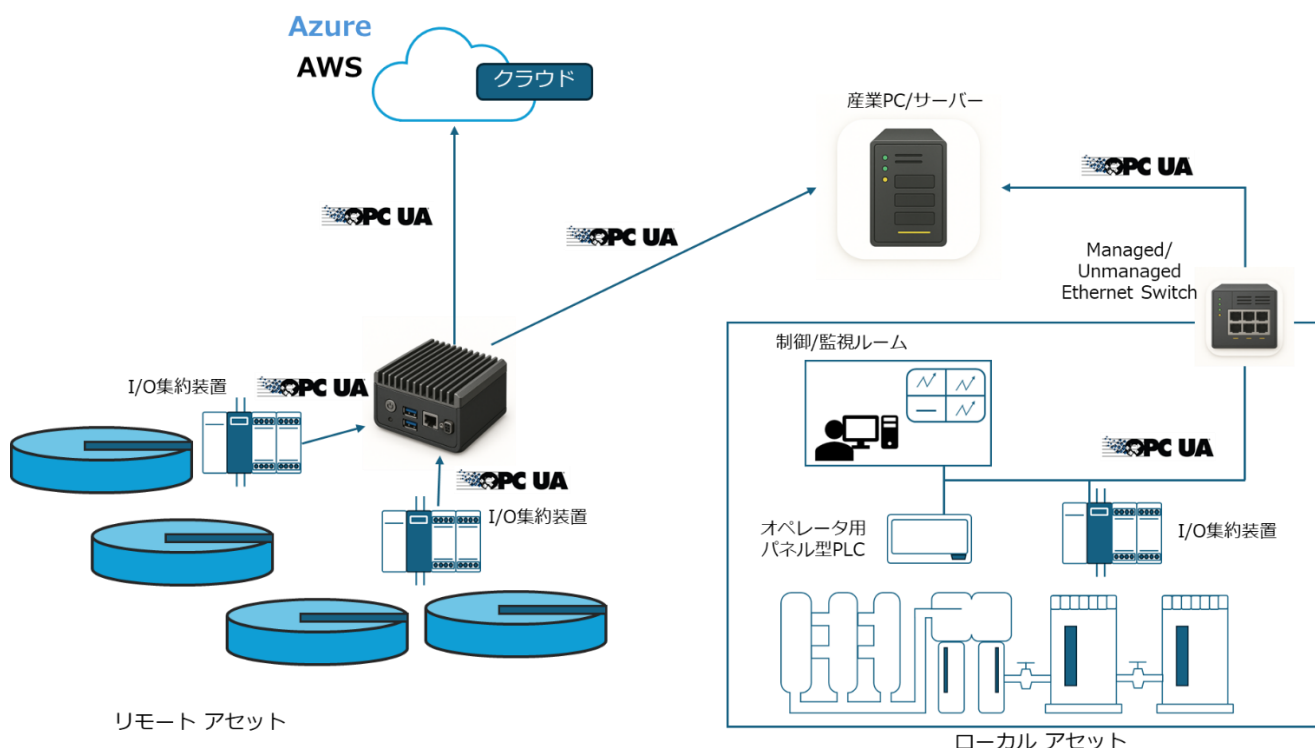 Azure
AWS
クラウド
産業PC/サーバー
OPC UA
OPC UA
OPC UA
Managed/
Unmanaged
Ethernet Switch
制御/監視ルーム
I/O集約装置
OPC UA
OPC UA
OPC UA
I/O集約装置
オペレータ用
パネル型PLC
I/O集約装置
リモート アセット
ローカル アセット